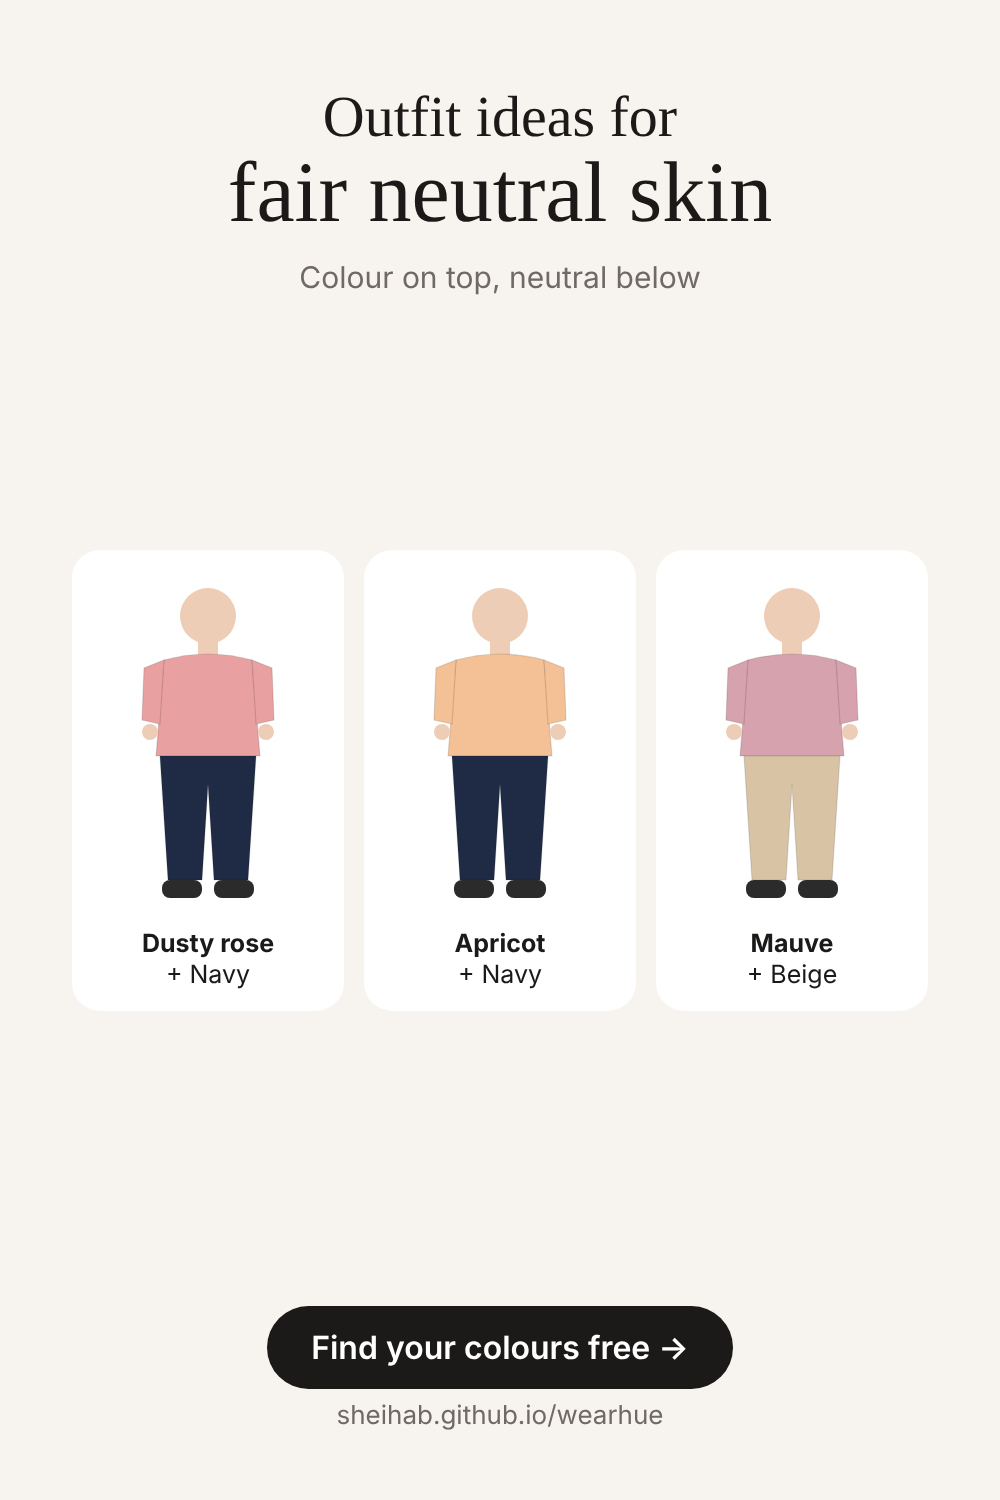 Outfit ideas for
fair neutral skin
Colour on top, neutral below
Dusty rose
+ Navy
Apricot
+ Navy
Mauve
+ Beige
Find your colours free →
sheihab.github.io/wearhue